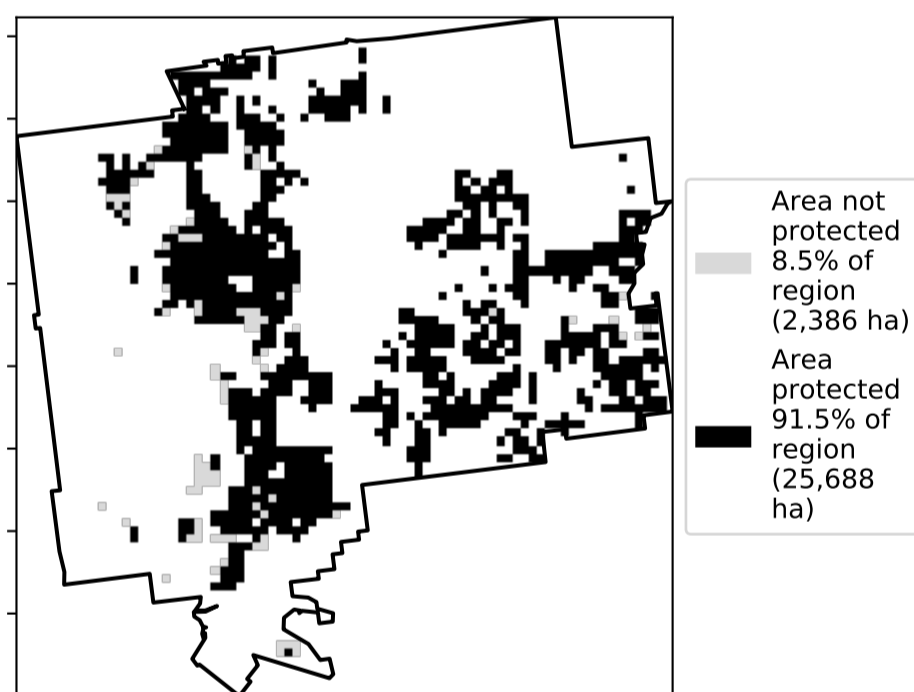 Area not
protected
8.5% of
region
(2,386 ha)
Area
protected
91.5% of
region
(25,688
ha)